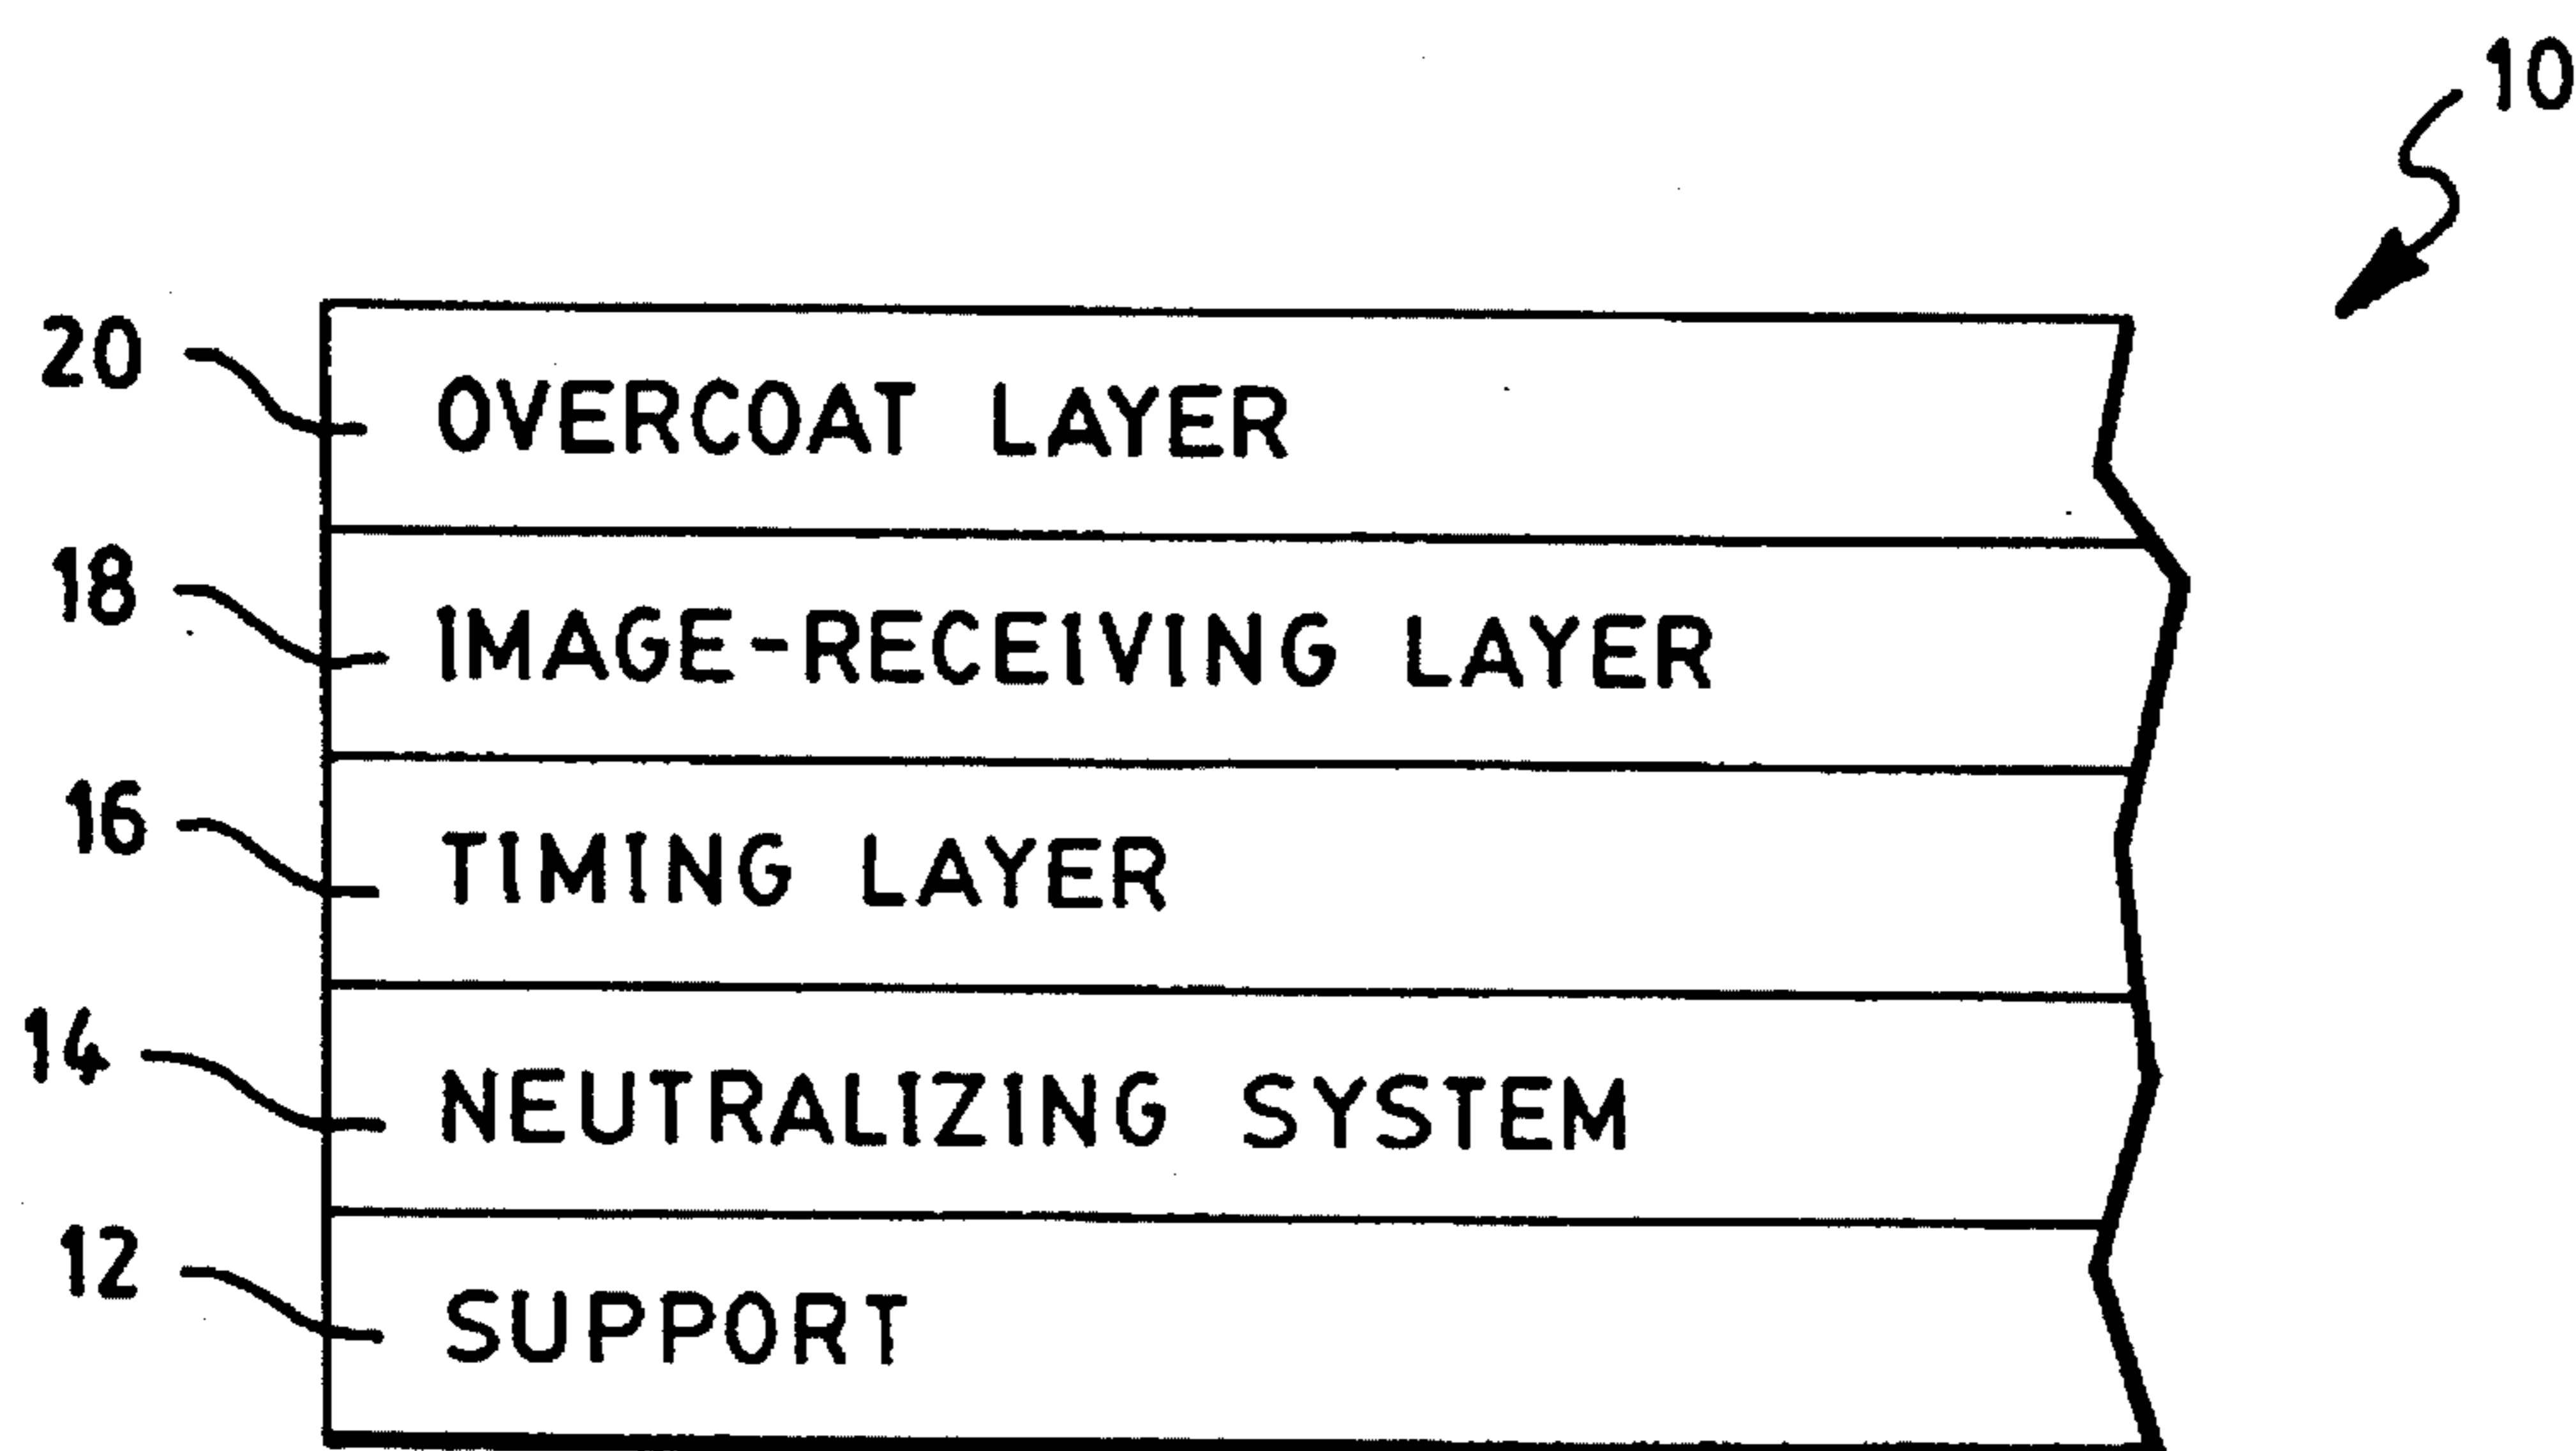 10
20 OVERCOAT LAYER
18 IMAGE-RECEIVING LAYER
16 TIMING LAYER
14 NEUTRALIZING SYSTEM
12 SUPPORT